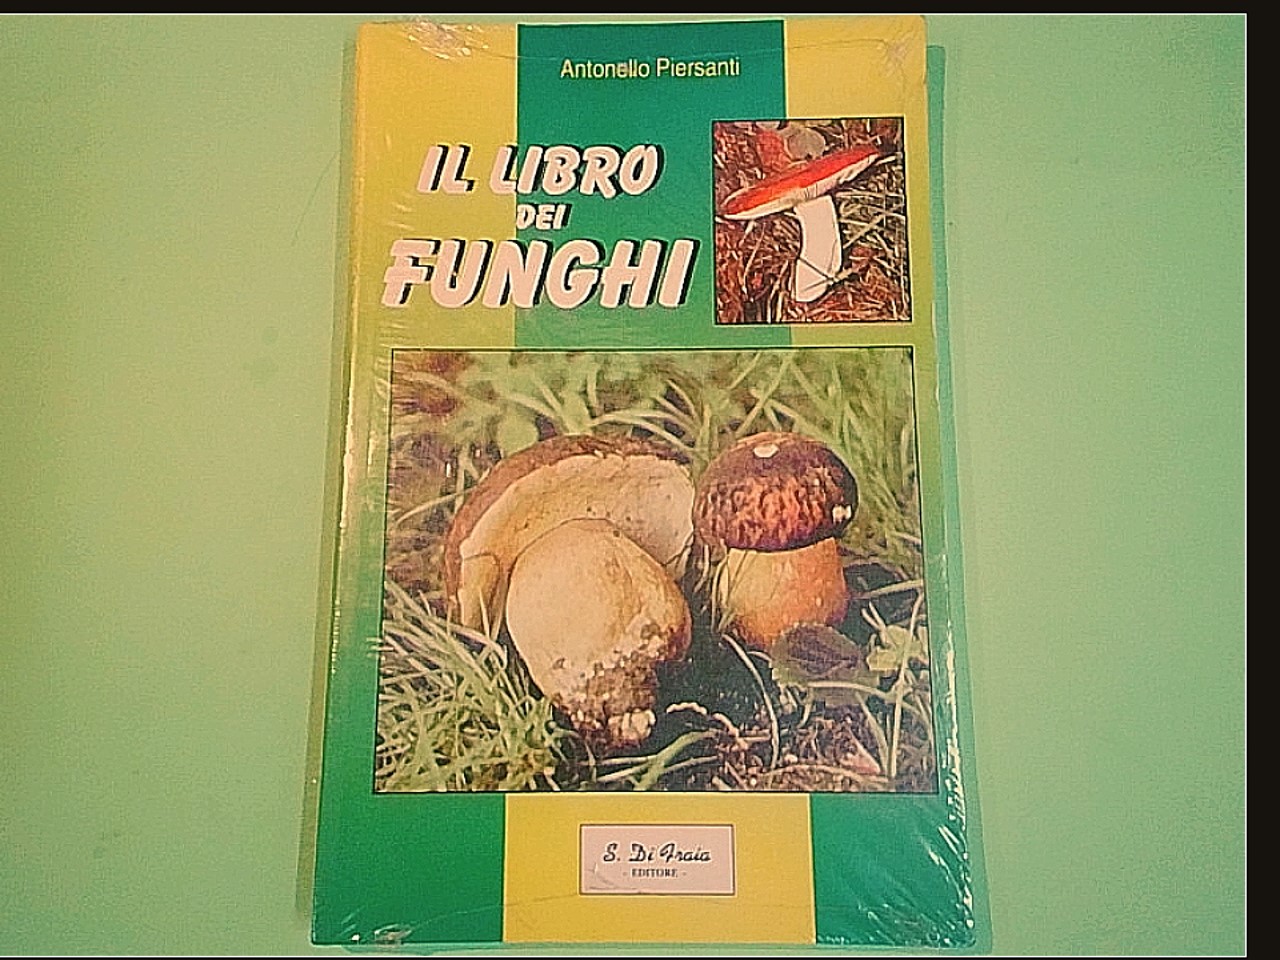 Antonello Piersanti
IL LIBRO
DEI
FUNGHI
S. Di Fraia
- EDITORE -